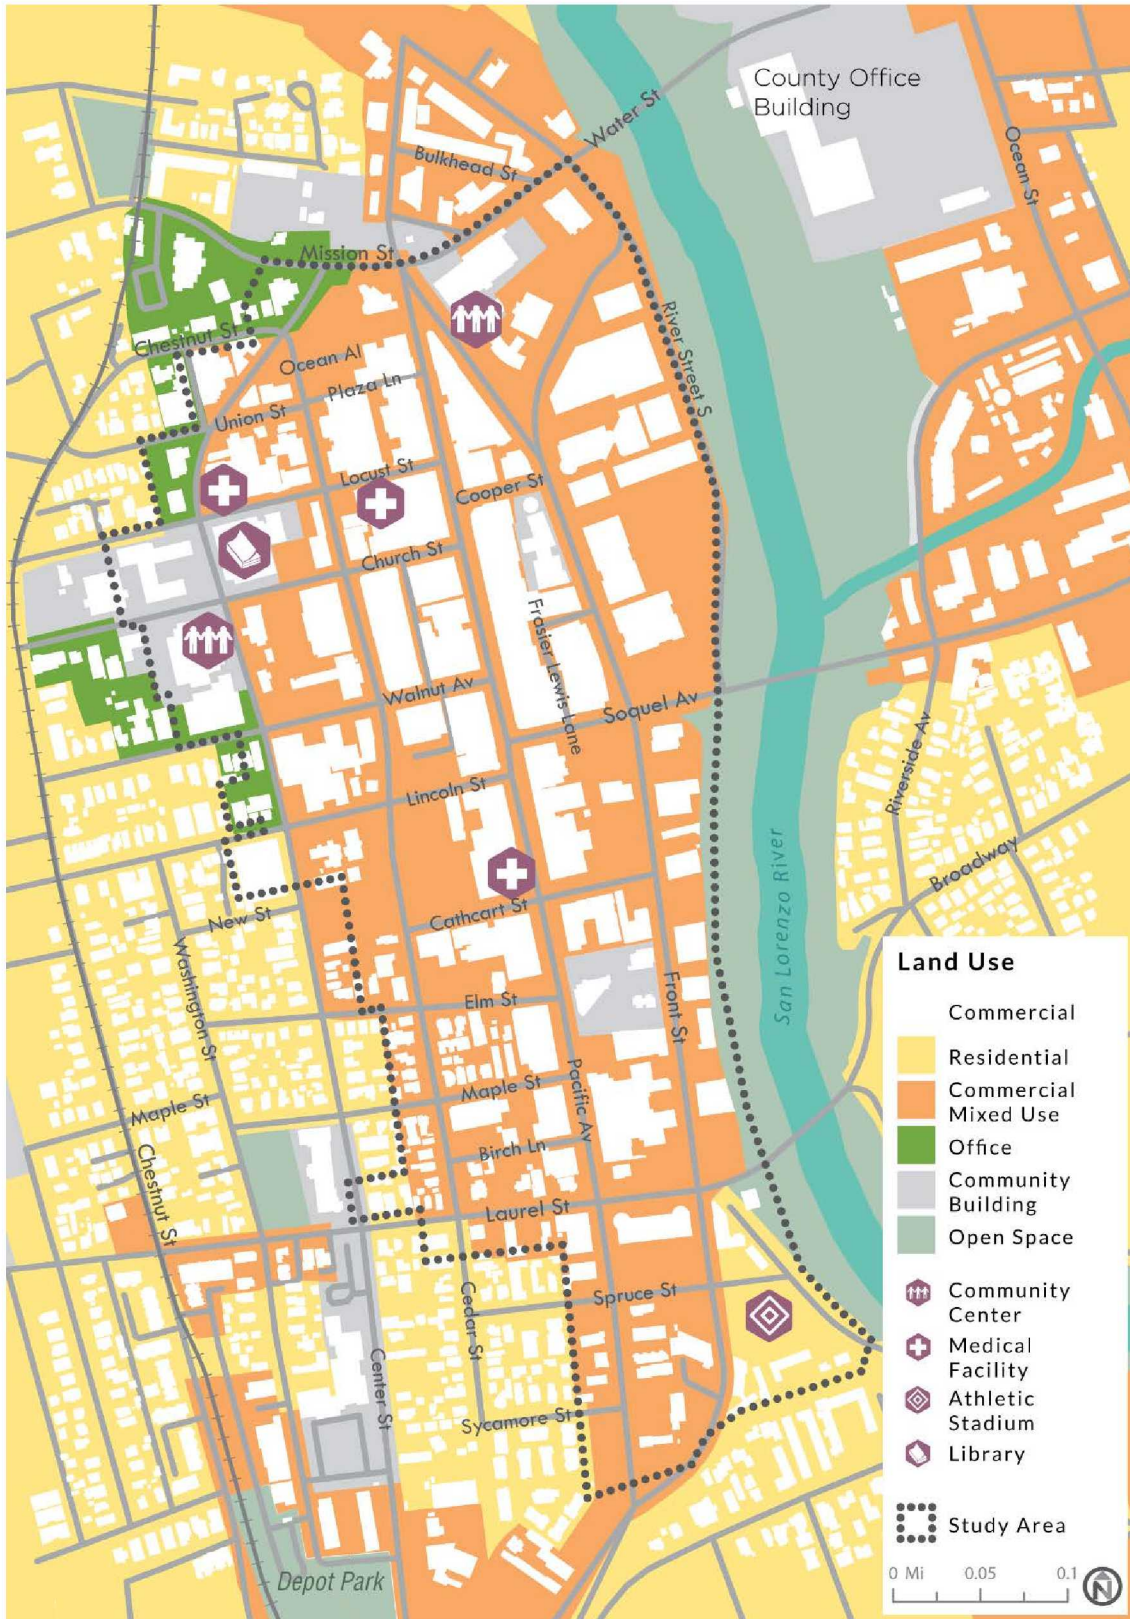 County Office
Building
Water St
Ocean St
Bulkhead St
Mission St
Chestnut St
Ocean Al
Plaza Ln
River Street S
Union St
Locust St
Cooper St
Church St
Frasier Lewis Lane
Walnut Av
Soquel Av
Riverside Av
Lincoln St
San Lorenzo River
Broadway
Cathcart St
New St
Washington St
Elm St
Front St
Pacific Av
Maple St
Maple St
Birch Ln
Chestnut St
Laurel St
Spruce St
Cedar St
Center St
Sycamore St
Depot Park
Land Use
Commercial
Residential
Commercial
Mixed Use
Office
Community
Building
Open Space
Community
Center
Medical
Facility
Athletic
Stadium
Library
Study Area
0 Mi 0.05 0.1
N